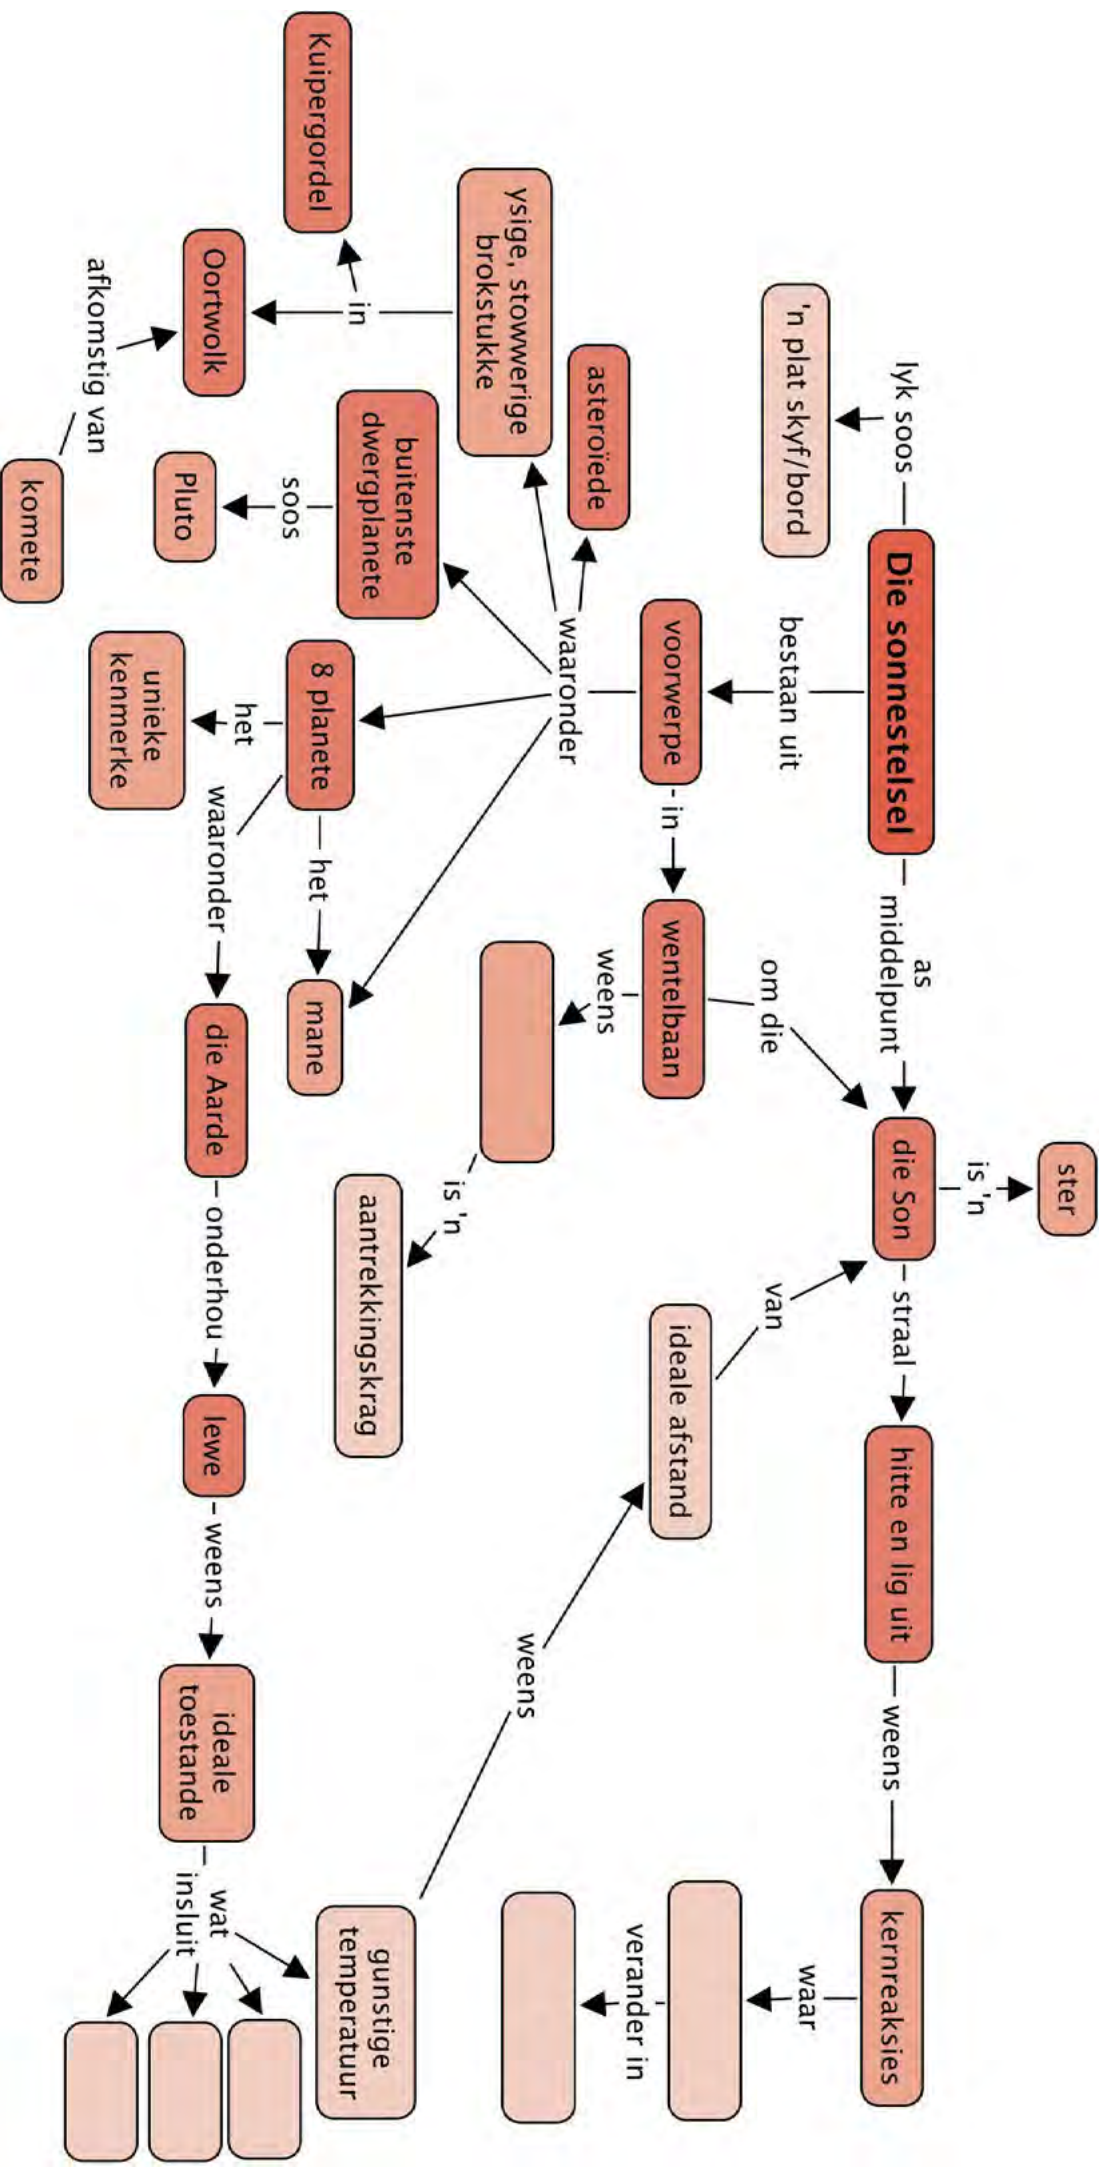 lyk soos
Die sonnestelsel
as
middelpunt
die Son
is 'n
ster
straal
hitte en lig uit
weens
kernreaksies
waar
verander in
'n plat skyf/bord
bestaan uit
voorwerpe
in
wentelbaan
om die
weens
is 'n
aantrekkingskrag
van
ideale afstand
weens
waaronder
asteroïede
ysige, stowwerige
brokstukke
in
Kuipergordel
Oortwolk
afkomstig van
komete
buitenste
dwergplanete
soos
Pluto
8 planete
het
unieke
kenmerke
het
mane
waaronder
die Aarde
onderhou
lewe
weens
ideale
toestande
wat
insluit
gunstige
temperatuur